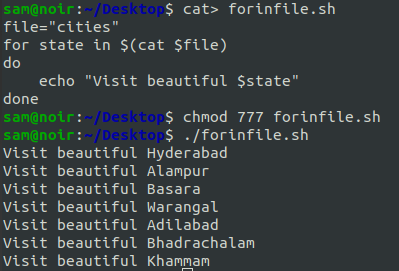 sam@noir:~/Desktop$ cat> forinfile.sh
file="cities"
for state in $(cat $file)
do
    echo "Visit beautiful $state"
done
sam@noir:~/Desktop$ chmod 777 forinfile.sh
sam@noir:~/Desktop$ ./forinfile.sh
Visit beautiful Hyderabad
Visit beautiful Alampur
Visit beautiful Basara
Visit beautiful Warangal
Visit beautiful Adilabad
Visit beautiful Bhadrachalam
Visit beautiful Khammam